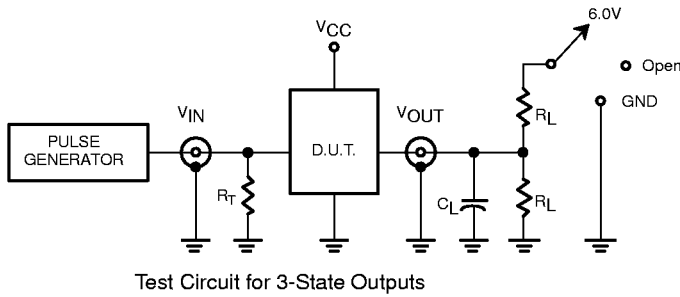 6.0V
VCC
Open
VIN
VOUT
RL
GND
PULSE
GENERATOR
D.U.T.
RT
CL
RL
Test Circuit for 3-State Outputs